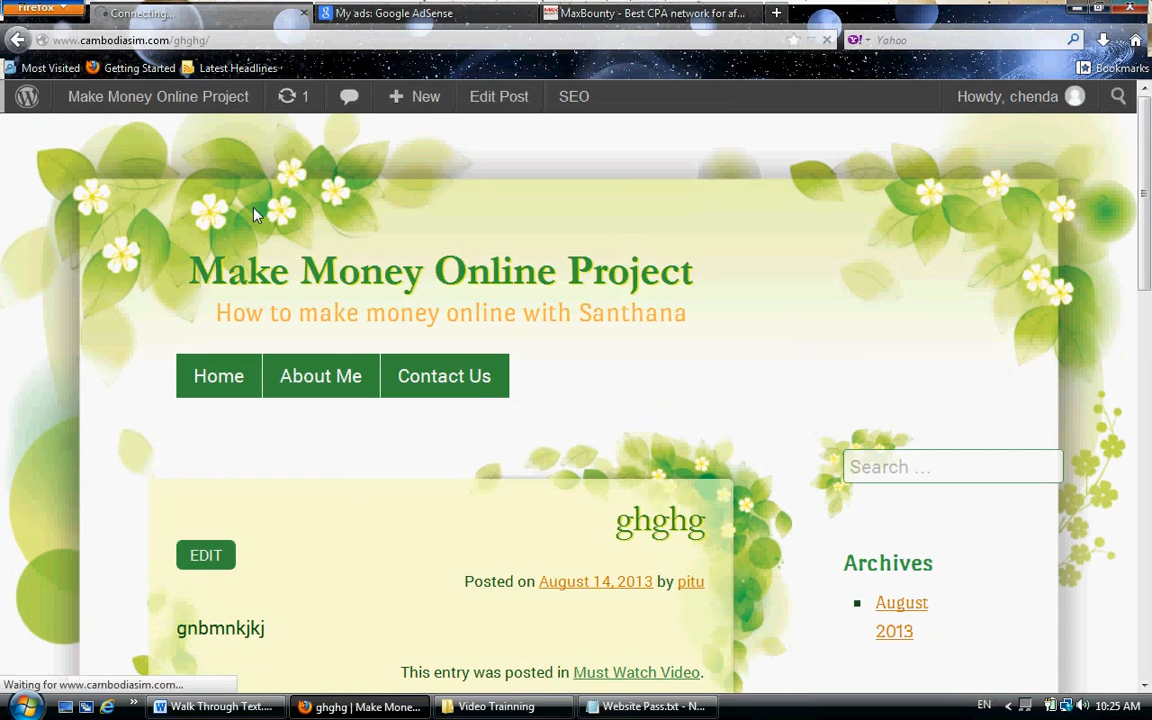 Firefox
Connecting...
My ads: Google AdSense
MaxBounty - Best CPA network for af...
www.cambodiasim.com/ghghg/
Yahoo
Most Visited
Getting Started
Latest Headlines
Bookmarks
Make Money Online Project
1
New
Edit Post
SEO
Howdy, chenda
Make Money Online Project
How to make money online with Santhana
Home
About Me
Contact Us
Search ...
ghghg
EDIT
Archives
Posted on August 14, 2013 by pitu
August
2013
gnbmnkjkj
This entry was posted in Must Watch Video.
Waiting for www.cambodiasim.com...
Walk Through Text....
ghghg | Make Mone...
Video Trainning
Website Pass.txt - N...
EN
10:25 AM